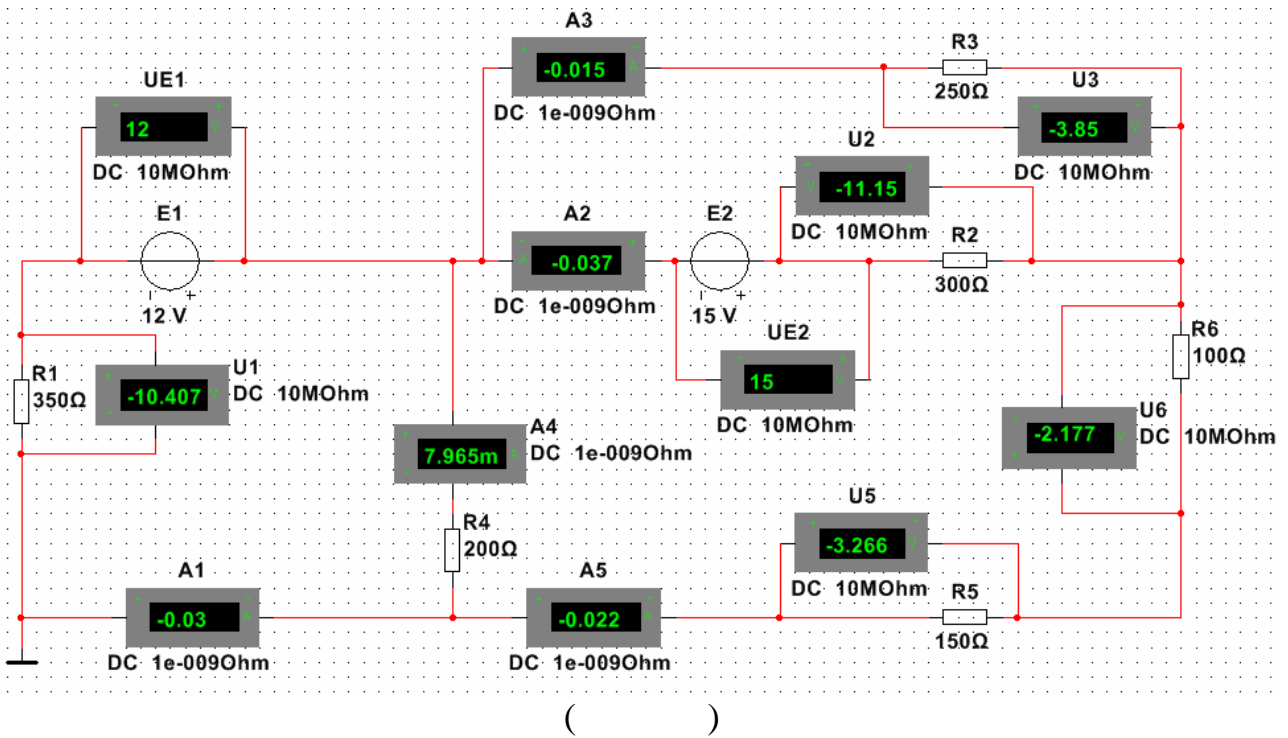 A3
-0.015
DC 1e-009Ohm
R3
250Ω
U3
-3.85
DC 10MOhm
UE1
12
V
DC 10MOhm
U2
V
-11.15
DC 10MOhm
E1
12 V
A2
-0.037
DC 1e-009Ohm
E2
15 V
R2
300Ω
UE2
15
DC 10MOhm
R1
350Ω
U1
-10.407
DC 10MOhm
R6
100Ω
A4
7.965m
DC 1e-009Ohm
U6
-2.177
DC 10MOhm
R4
200Ω
U5
-3.266
DC 10MOhm
A1
-0.03
DC 1e-009Ohm
A5
-0.022
DC 1e-009Ohm
R5
150Ω
( )